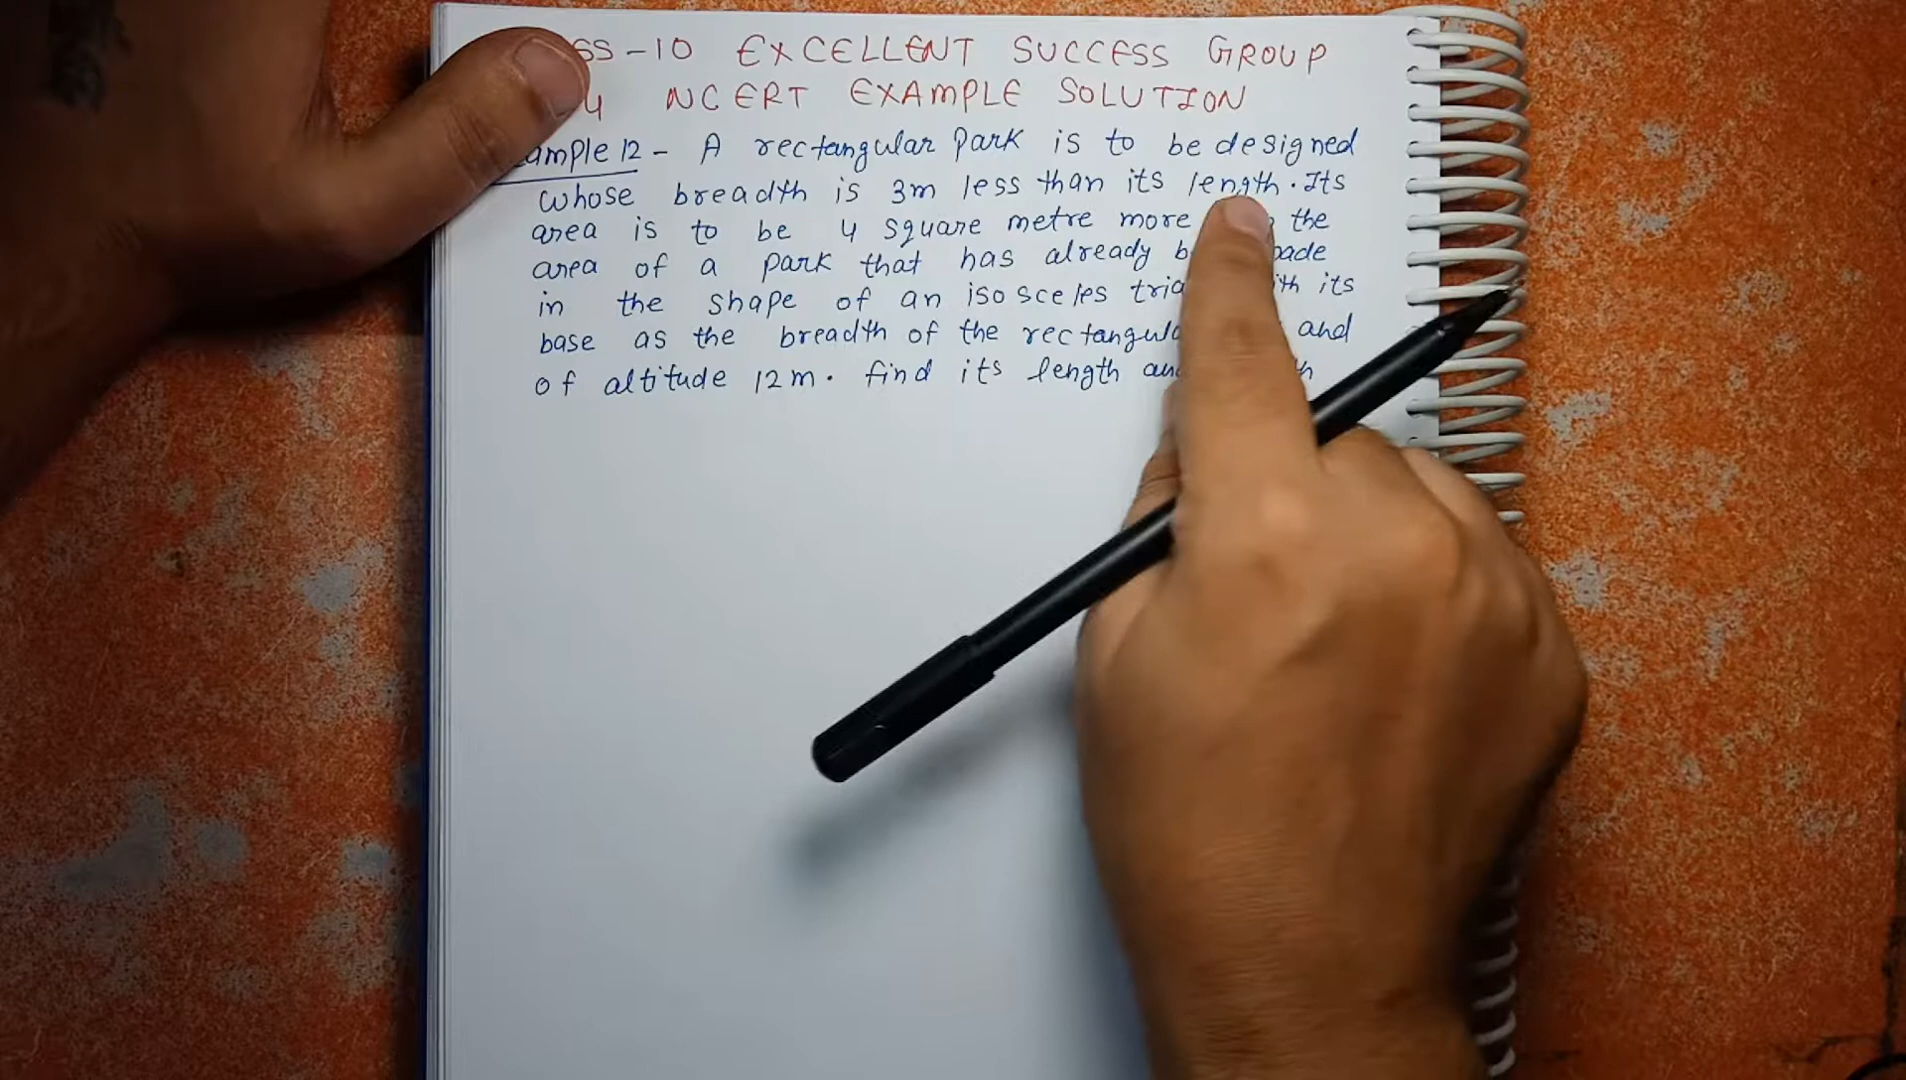 SS-10 EXCELLENT SUCCESS GROUP
4 NCERT EXAMPLE SOLUTION
ample 12 - A rectangular Park is to be designed
whose breadth is 3m less than its length. Its
area is to be 4 square metre more the
area of a park that has already
in the shape of an isosceles its
base as the breadth of the and
of altitude 12m. find its length